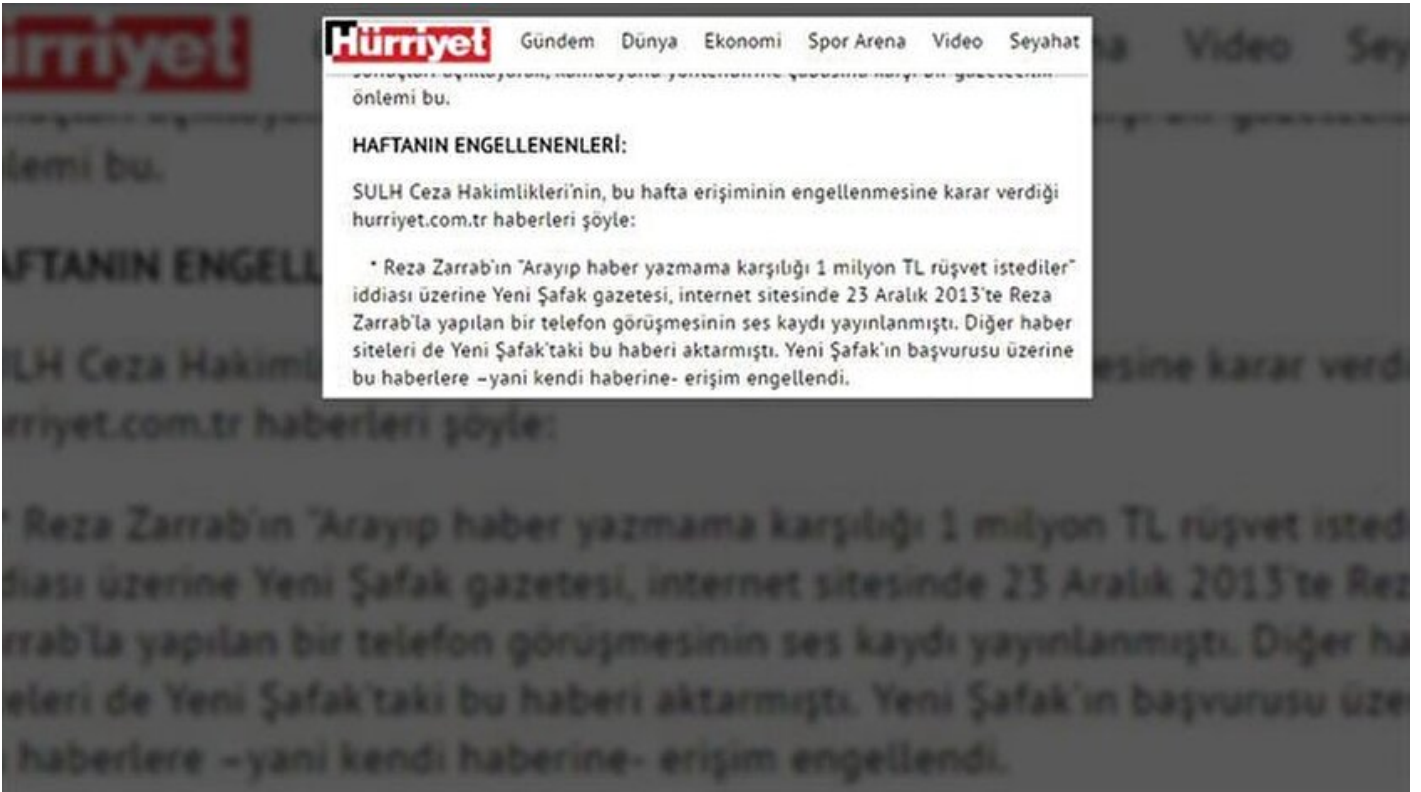 Hürriyet Gündem Dünya Ekonomi Spor Arena Video Seyahat
önlemi bu.
HAFTANIN ENGELLENENLERİ:
SULH Ceza Hakimlikleri'nin, bu hafta erişiminin engellenmesine karar verdiği
hurriyet.com.tr haberleri şöyle:
* Reza Zarrab'ın "Arayıp haber yazmama karşılığı 1 milyon TL rüşvet istediler"
iddiası üzerine Yeni Şafak gazetesi, internet sitesinde 23 Aralık 2013'te Reza
Zarrab'la yapılan bir telefon görüşmesinin ses kaydı yayınlanmıştı. Diğer haber
siteleri de Yeni Şafak'taki bu haberi aktarmıştı. Yeni Şafak'ın başvurusu üzerine
bu haberlere –yani kendi haberine- erişim engellendi.